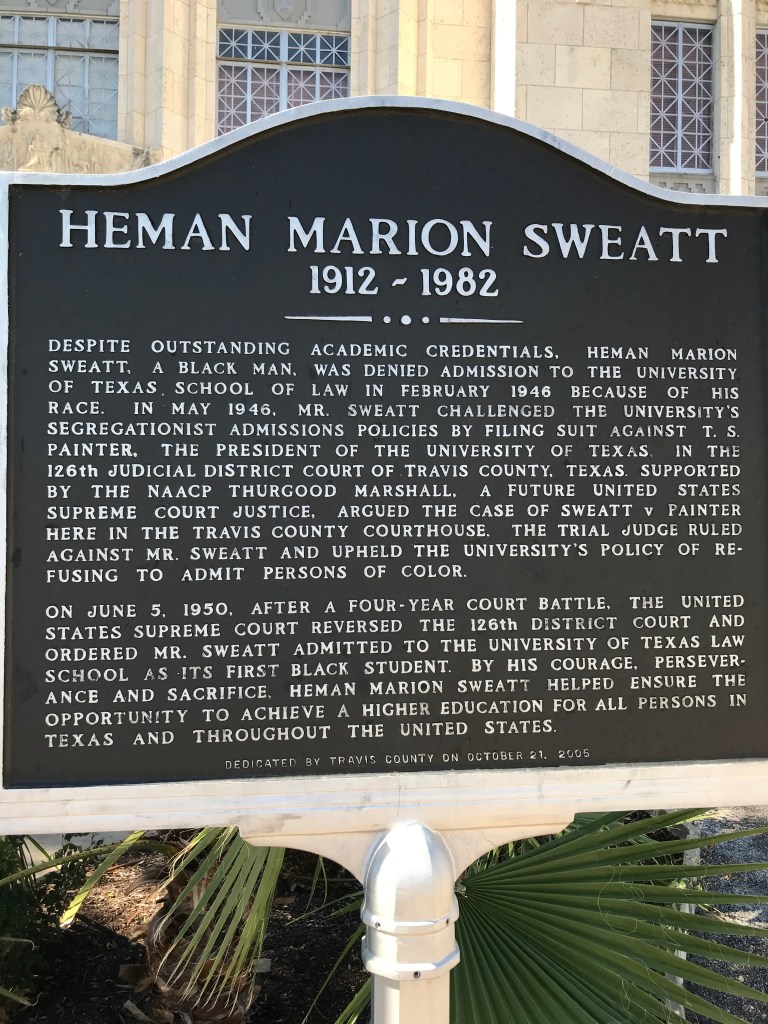 HEMAN MARION SWEATT
1912 ~ 1982
DESPITE OUTSTANDING ACADEMIC CREDENTIALS, HEMAN MARION
SWEATT, A BLACK MAN, WAS DENIED ADMISSION TO THE UNIVERSITY
OF TEXAS SCHOOL OF LAW IN FEBRUARY 1946 BECAUSE OF HIS
RACE. IN MAY 1946, MR. SWEATT CHALLENGED THE UNIVERSITY'S
SEGREGATIONIST ADMISSIONS POLICIES BY FILING SUIT AGAINST T. S.
PAINTER, THE PRESIDENT OF THE UNIVERSITY OF TEXAS, IN THE
126th JUDICIAL DISTRICT COURT OF TRAVIS COUNTY, TEXAS. SUPPORTED
BY THE NAACP THURGOOD MARSHALL, A FUTURE UNITED STATES
SUPREME COURT JUSTICE, ARGUED THE CASE OF SWEATT v PAINTER
HERE IN THE TRAVIS COUNTY COURTHOUSE. THE TRIAL JUDGE RULED
AGAINST MR. SWEATT AND UPHELD THE UNIVERSITY'S POLICY OF RE-
FUSING TO ADMIT PERSONS OF COLOR.
ON JUNE 5, 1950, AFTER A FOUR-YEAR COURT BATTLE, THE UNITED
STATES SUPREME COURT REVERSED THE 126th DISTRICT COURT AND
ORDERED MR. SWEATT ADMITTED TO THE UNIVERSITY OF TEXAS LAW
SCHOOL AS ITS FIRST BLACK STUDENT. BY HIS COURAGE, PERSEVER-
ANCE AND SACRIFICE, HEMAN MARION SWEATT HELPED ENSURE THE
OPPORTUNITY TO ACHIEVE A HIGHER EDUCATION FOR ALL PERSONS IN
TEXAS AND THROUGHOUT THE UNITED STATES.
DEDICATED BY TRAVIS COUNTY ON OCTOBER 21, 2005